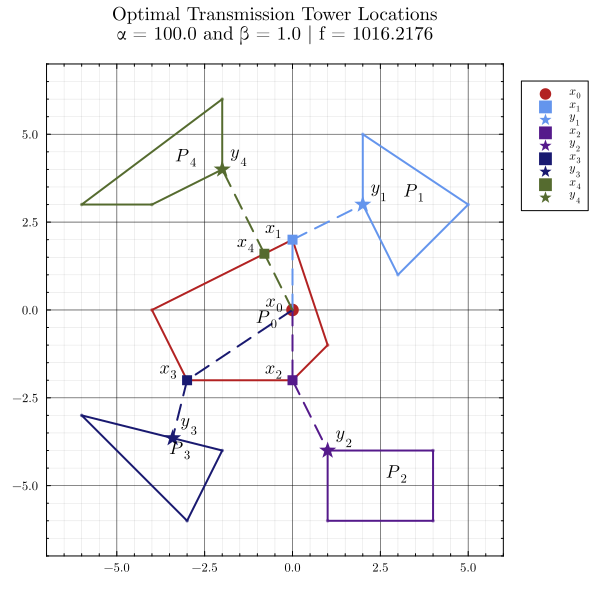 Optimal Transmission Tower Locations
α = 100.0 and β = 1.0 | f = 1016.2176
x₀
x₁
y₁
x₂
y₂
x₃
y₃
x₄
y₄
5.0
2.5
0.0
−2.5
−5.0
P₄
y₄
y₁
P₁
x₁
x₄
x₀
P₀
x₃
x₂
y₃
P₃
y₂
P₂
−5.0
−2.5
0.0
2.5
5.0